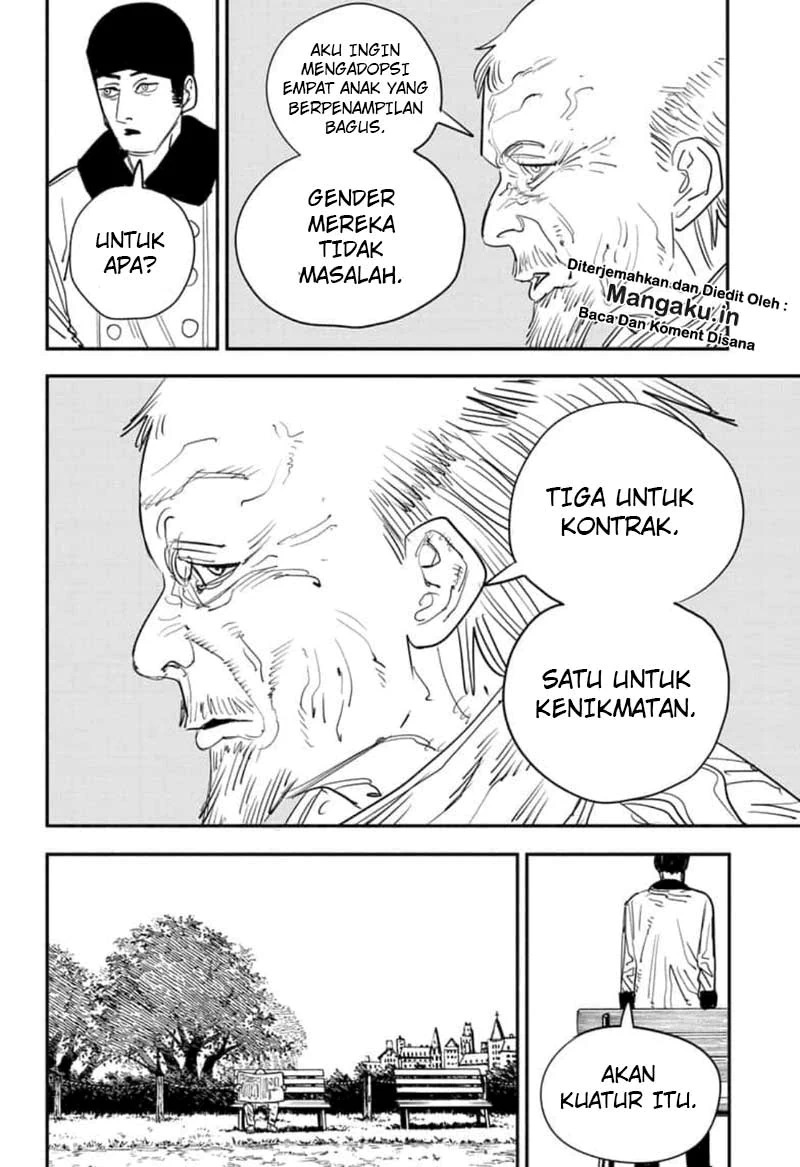 AKU INGIN
MENGADOPSI
EMPAT ANAK YANG
BERPENAMPILAN
BAGUS.
GENDER
MEREKA
TIDAK
MASALAH.
UNTUK
APA?
Diterjemahkan dan Diedit Oleh :
Mangaku.in
Baca Dan Koment Disana
TIGA UNTUK
KONTRAK.
SATU UNTUK
KENIKMATAN.
AKAN
KUATUR ITU.